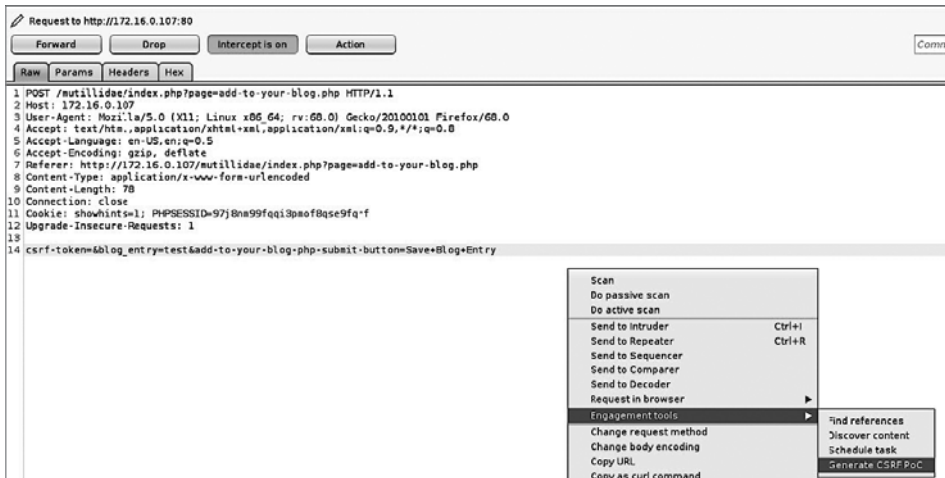 Request to http://172.16.0.107:80
Forward Drop Intercept is on Action
Raw Params Headers Hex
1 POST /mutillidae/index.php?page=add-to-your-blog.php HTTP/1.1
2 Host: 172.16.0.107
3 User-Agent: Mozilla/5.0 (X11; Linux x86_64; rv:68.0) Gecko/20100101 Firefox/68.0
4 Accept: text/html,application/xhtml+xml,application/xml;q=0.9,*/*;q=0.8
5 Accept-Language: en-US,en;q=0.5
6 Accept-Encoding: gzip, deflate
7 Referer: http://172.16.0.107/mutillidae/index.php?page=add-to-your-blog.php
8 Content-Type: application/x-www-form-urlencoded
9 Content-Length: 78
10 Connection: close
11 Cookie: showhints=1;
12 Upgrade-Insecure-Requests: 1
13
14 csrf-token=&blog_entry=test&add-to-your-blog-php-submit-button=Save+Blog+Entry
Scan
Do passive scan
Do active scan
Send to Intruder Ctrl+I
Send to Repeater Ctrl+R
Send to Sequencer
Send to Comparer
Send to Decoder
Request in browser
Engagement tools
Change request method
Change body encoding
Copy URL
Copy as curl command
Find references
Discover content
Schedule task
Generate CSRF PoC